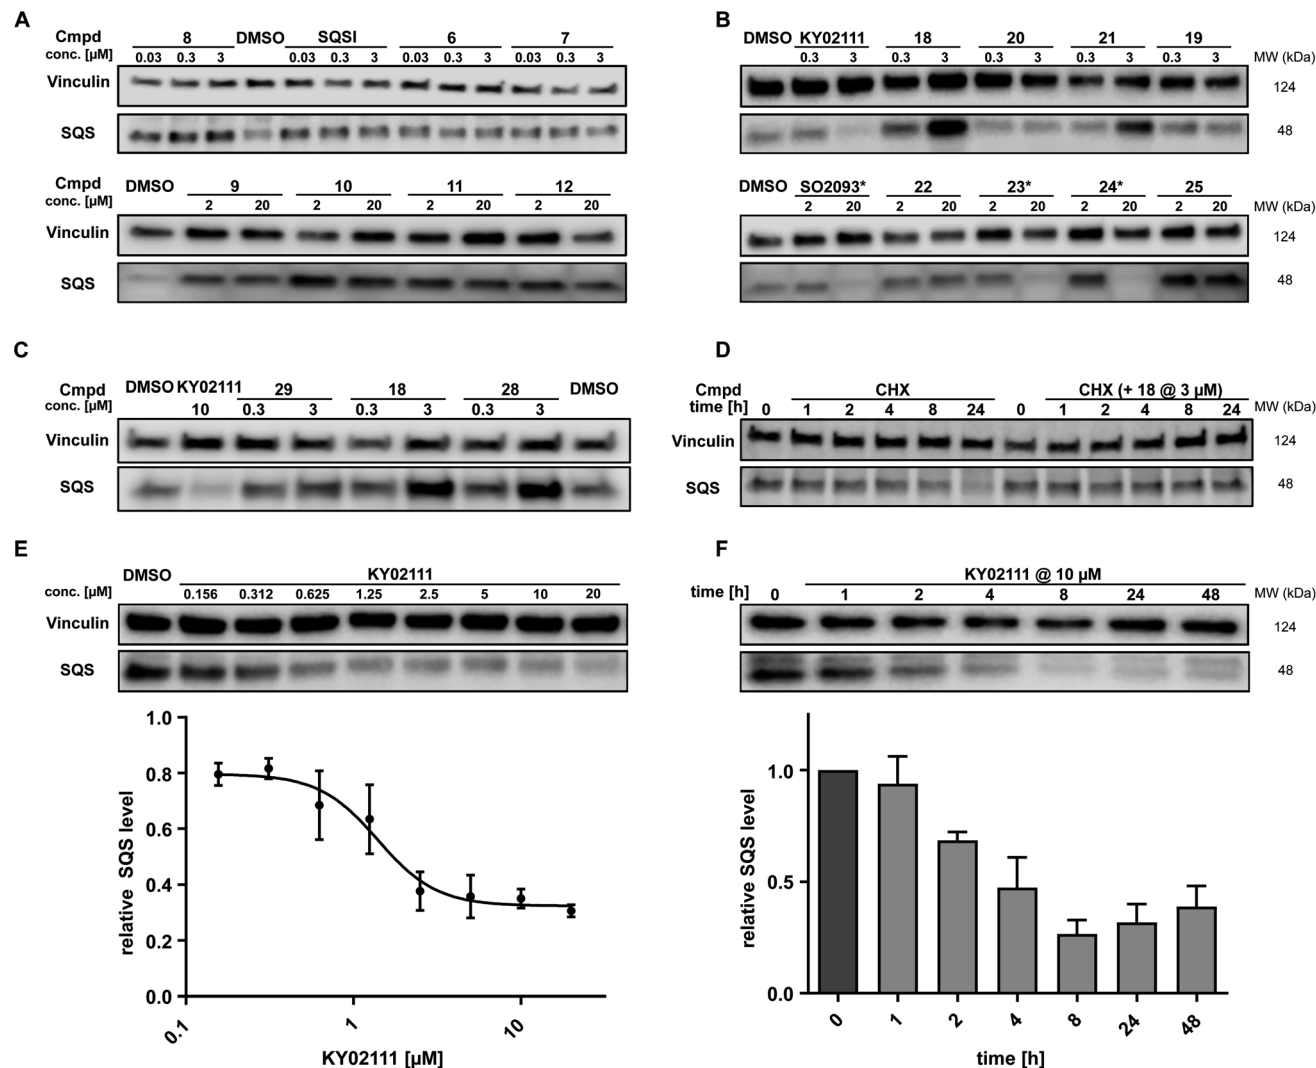 A
Cmpd 8 DMSO SQSI 6 7
conc. [µM] 0.03 0.3 3 0.03 0.3 3 0.03 0.3 3 0.03 0.3 3
Vinculin
SQS
Cmpd DMSO 9 10 11 12
conc. [µM] 2 20 2 20 2 20 2 20
Vinculin
SQS
B
DMSO KY02111 18 20 21 19
0.3 3 0.3 3 0.3 3 0.3 3 0.3 3 MW (kDa)
124
48
DMSO SO2093* 22 23* 24* 25
2 20 2 20 2 20 2 20 2 20 MW (kDa)
124
48
C
Cmpd DMSO KY02111 29 18 28 DMSO
conc. [µM] 10 0.3 3 0.3 3 0.3 3
Vinculin
SQS
D
Cmpd CHX CHX (+ 18 @ 3 µM)
time [h] 0 1 2 4 8 24 0 1 2 4 8 24 MW (kDa)
Vinculin 124
SQS 48
E
DMSO KY02111
conc. [µM] 0.156 0.312 0.625 1.25 2.5 5 10 20
Vinculin
SQS
1.0
0.8
0.6
0.4
0.2
0.0
relative SQS level
0.1 1 10
KY02111 [µM]
F
KY02111 @ 10 µM
time [h] 0 1 2 4 8 24 48 MW (kDa)
124
48
1.0
0.5
0.0
relative SQS level
0 1 2 4 8 24 48
time [h]